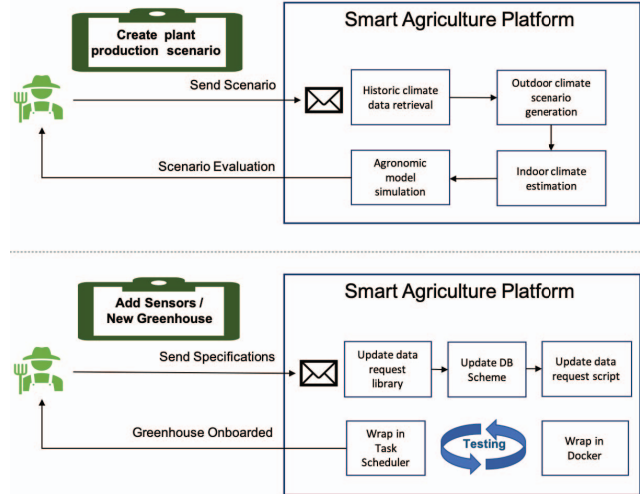 Create plant
production scenario
Smart Agriculture Platform
Send Scenario
Historic climate
data retrieval
Outdoor climate
scenario
generation
Scenario Evaluation
Agronomic
model
simulation
Indoor climate
estimation
Add Sensors /
New Greenhouse
Smart Agriculture Platform
Send Specifications
Update data
request
library
Update DB
Scheme
Update data
request script
Greenhouse Onboarded
Wrap in
Task
Scheduler
Testing
Wrap in
Docker